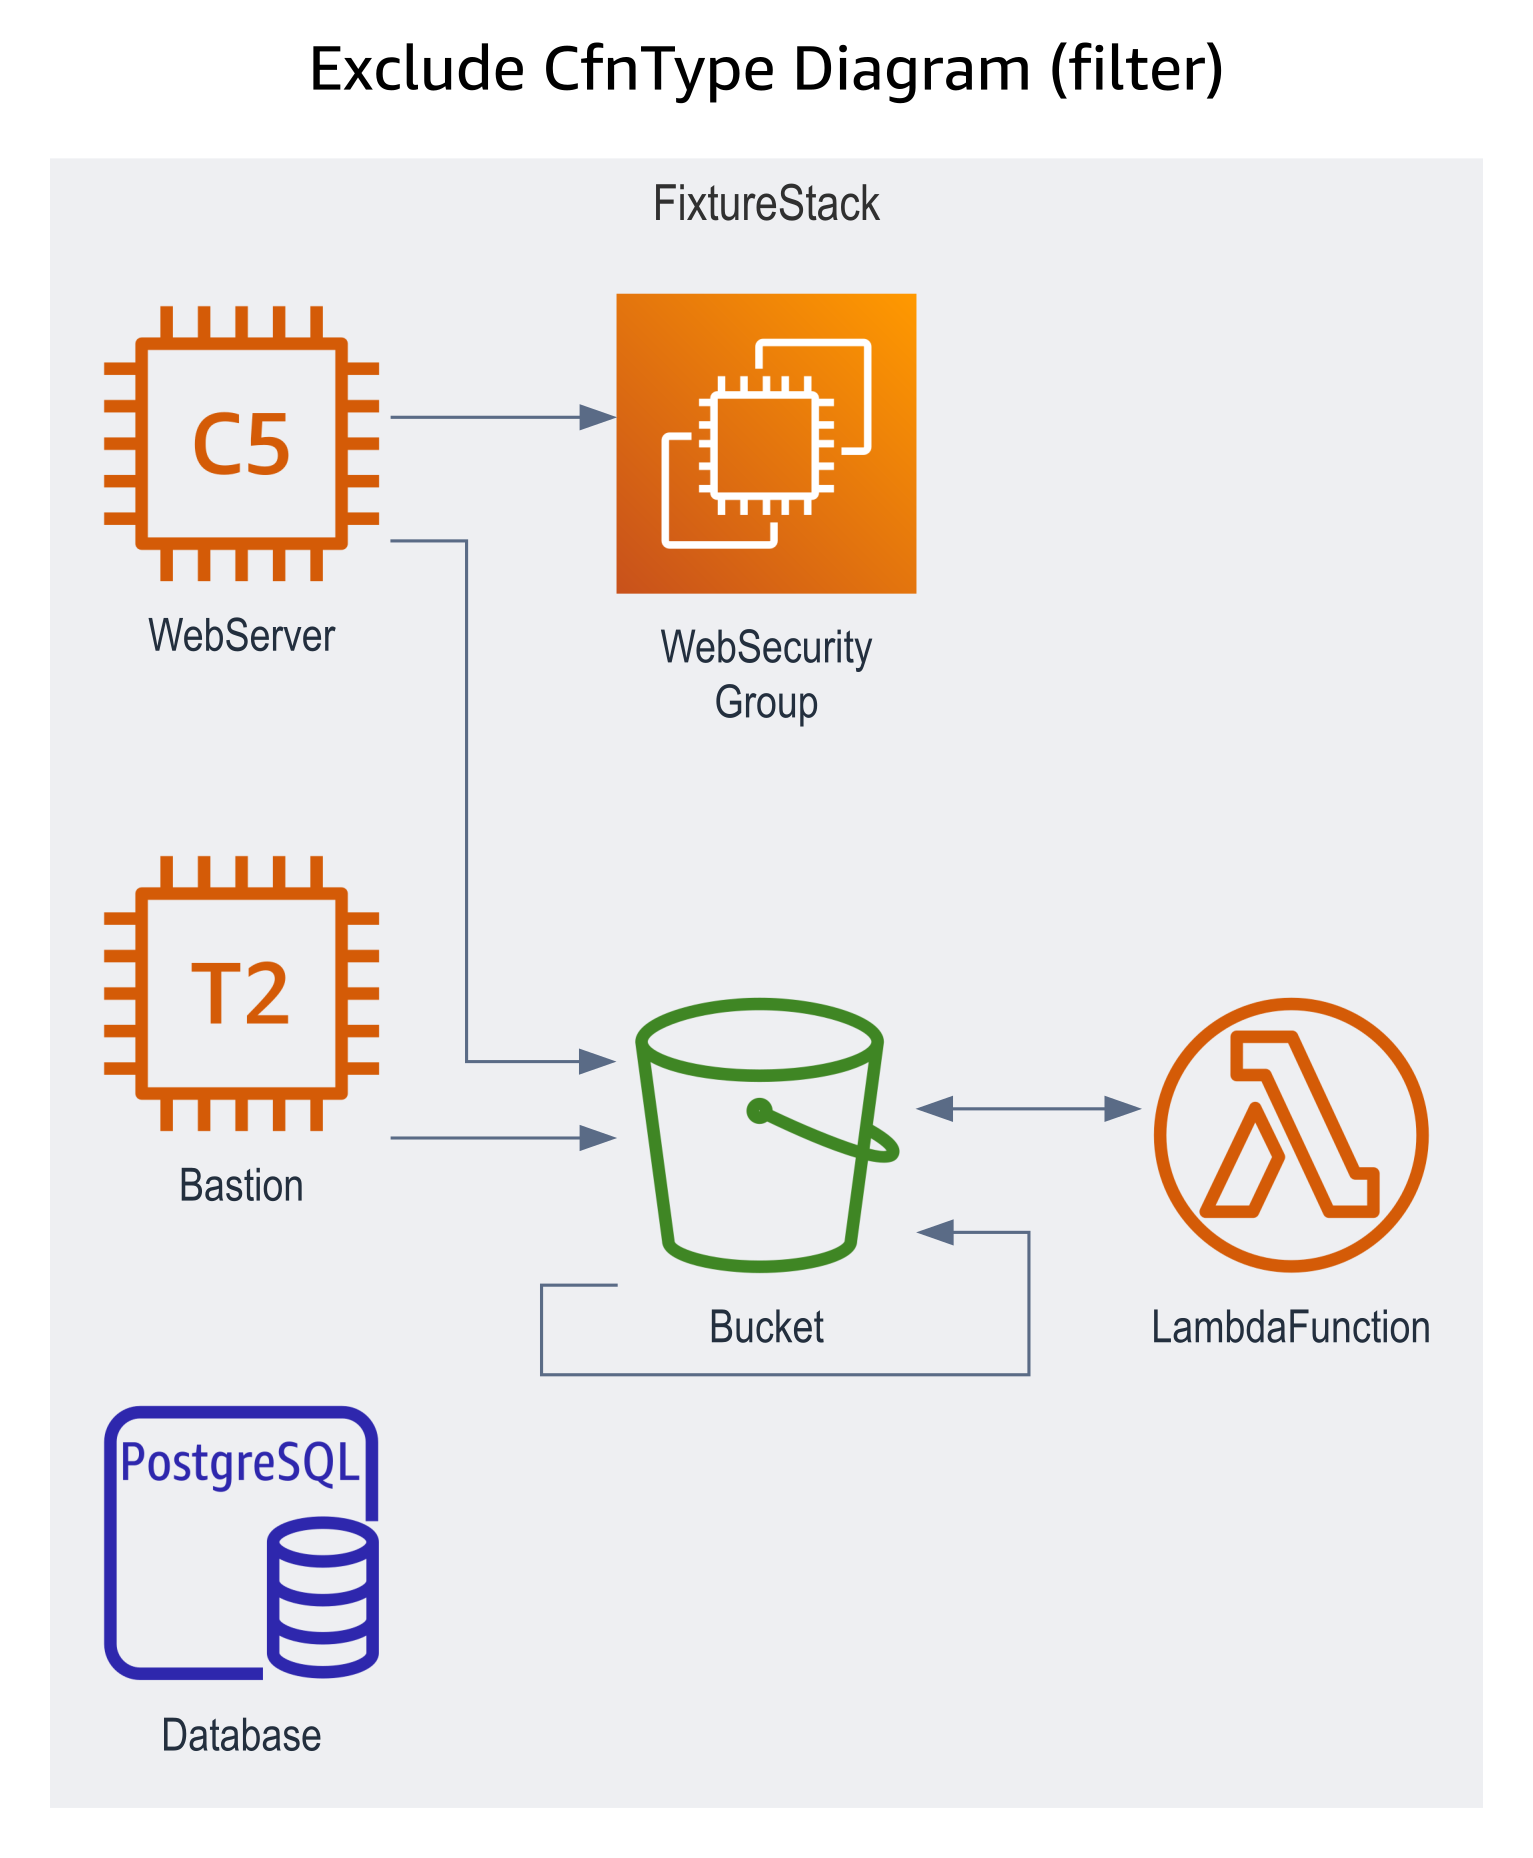 Exclude CfnType Diagram (filter)
FixtureStack
C5
WebServer
WebSecurity
Group
T2
Bastion
Bucket
LambdaFunction
PostgreSQL
Database